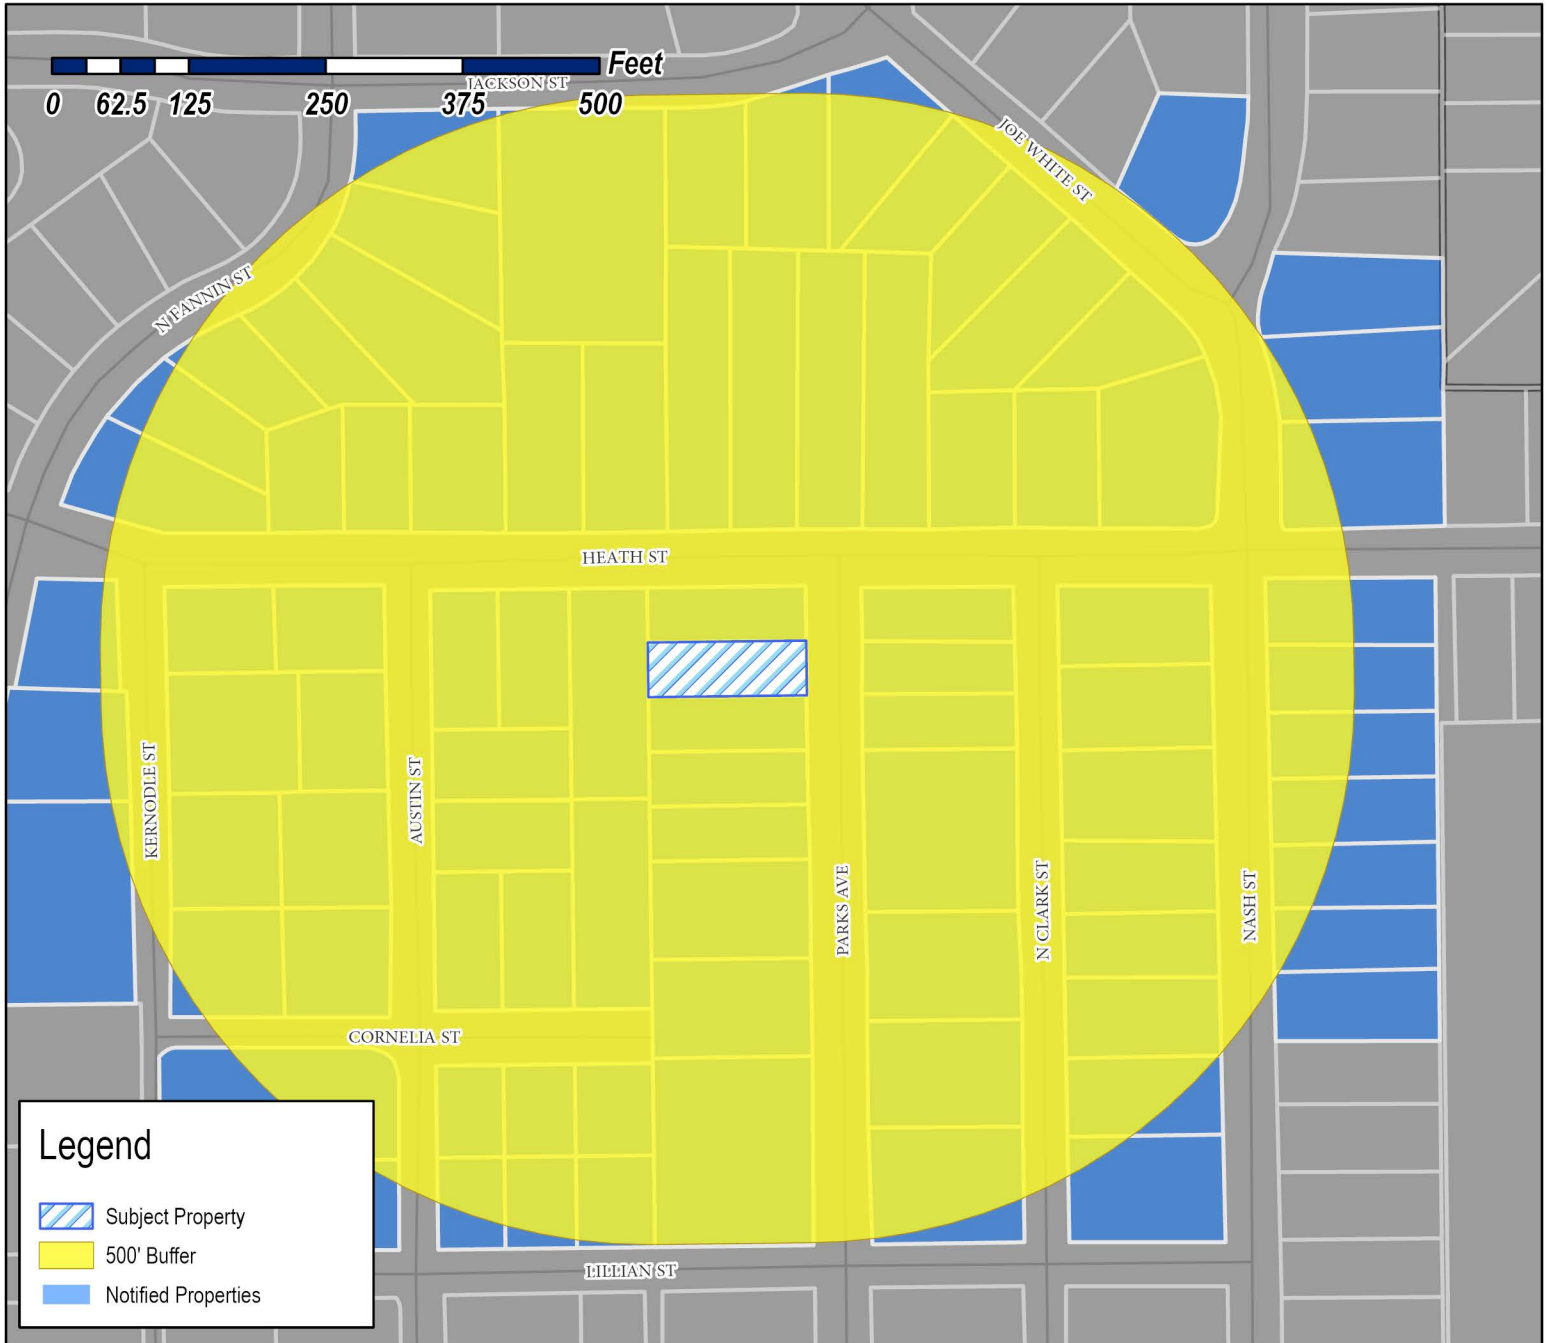 Feet
JACKSON ST
0 62.5 125 250 375 500
JOE WHITE ST
N FANNIN ST
HEATH ST
KERNODLE ST
AUSTIN ST
PARKS AVE
N CLARK ST
NASH ST
CORNELIA ST
LILLIAN ST
Legend
Subject Property
500' Buffer
Notified Properties